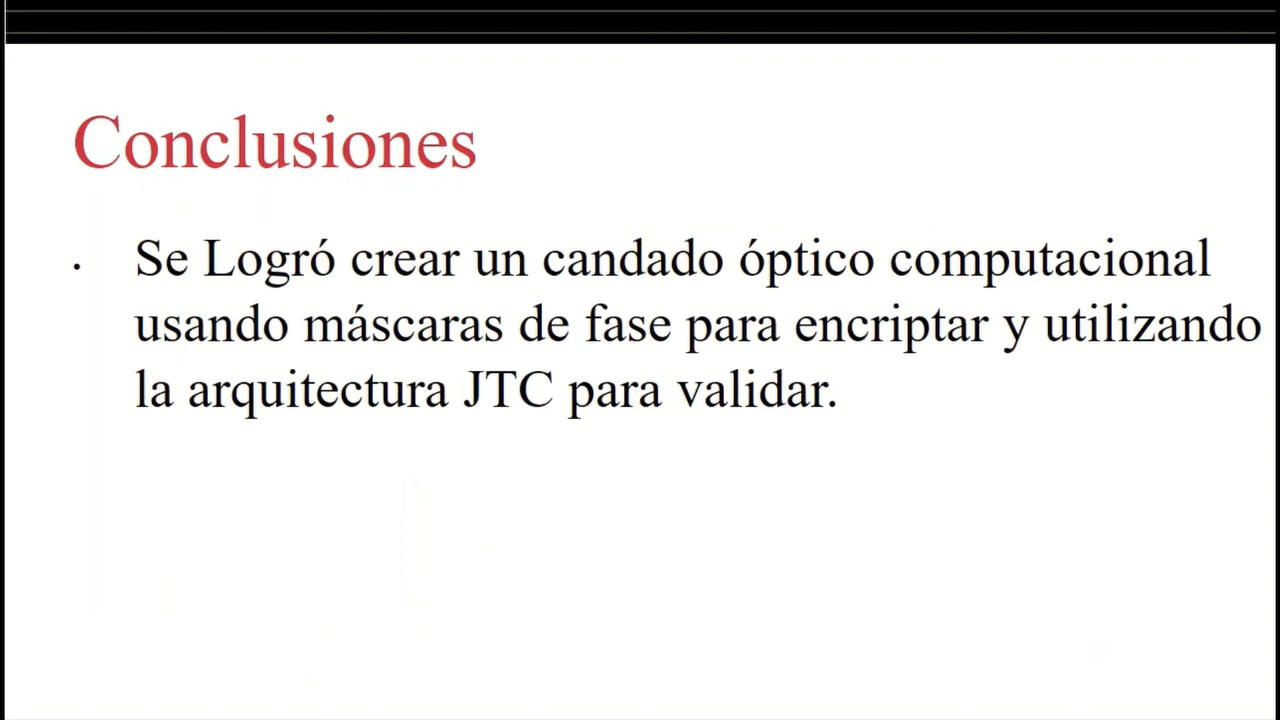 Conclusiones
· Se Logró crear un candado óptico computacional
usando máscaras de fase para encriptar y utilizando
la arquitectura JTC para validar.